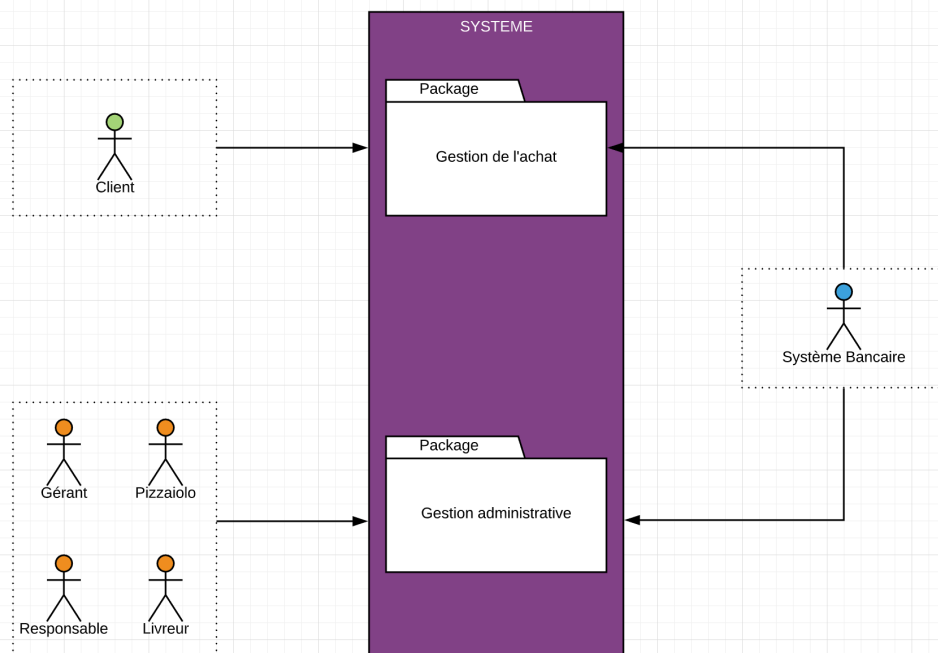 SYSTEME
Package
Gestion de l'achat
Client
Système Bancaire
Package
Gestion administrative
Gérant
Pizzaiolo
Responsable
Livreur